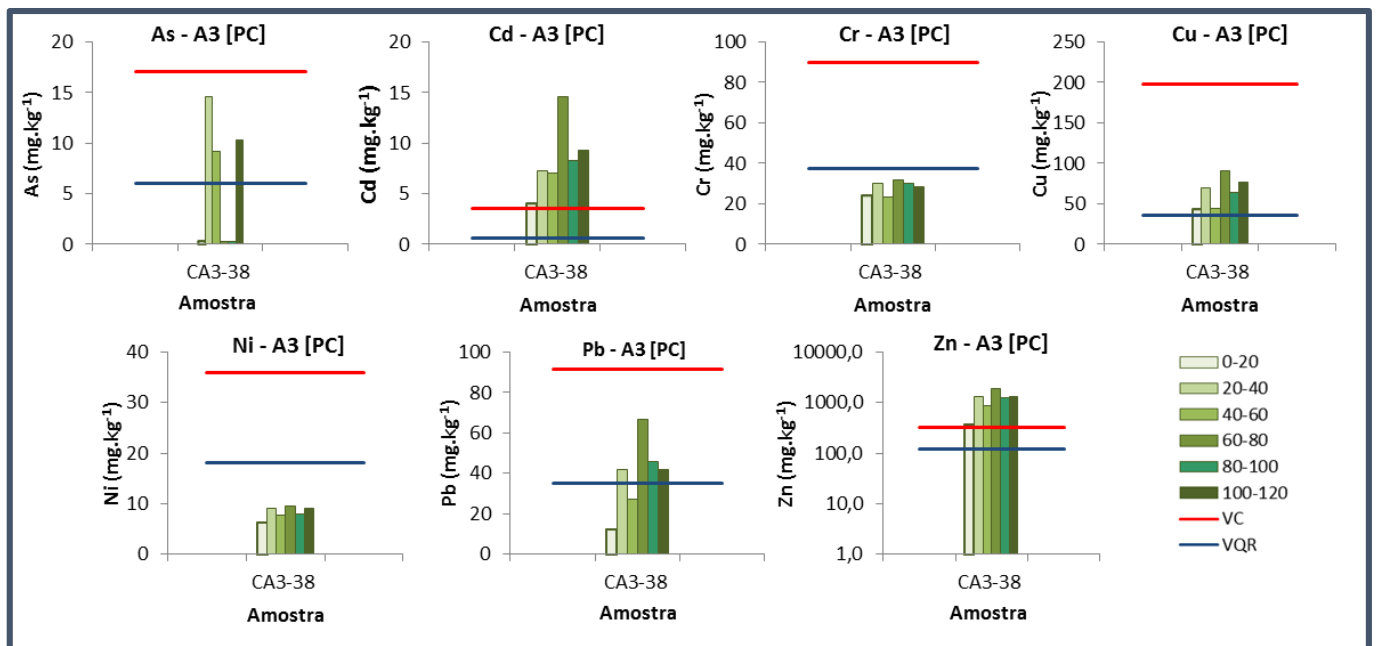 As - A3 [PC]
As (mg.kg⁻¹)
20
15
10
5
0
CA3-38
Amostra
Cd - A3 [PC]
Cd (mg.kg⁻¹)
20
15
10
5
0
CA3-38
Amostra
Cr - A3 [PC]
Cr (mg.kg⁻¹)
100
80
60
40
20
0
CA3-38
Amostra
Cu - A3 [PC]
Cu (mg.kg⁻¹)
250
200
150
100
50
0
CA3-38
Amostra
Ni - A3 [PC]
Ni (mg.kg⁻¹)
40
30
20
10
0
CA3-38
Amostra
Pb - A3 [PC]
Pb (mg.kg⁻¹)
100
80
60
40
20
0
CA3-38
Amostra
Zn - A3 [PC]
Zn (mg.kg⁻¹)
10000,0
1000,0
100,0
10,0
1,0
CA3-38
Amostra
0-20
20-40
40-60
60-80
80-100
100-120
VC
VQR